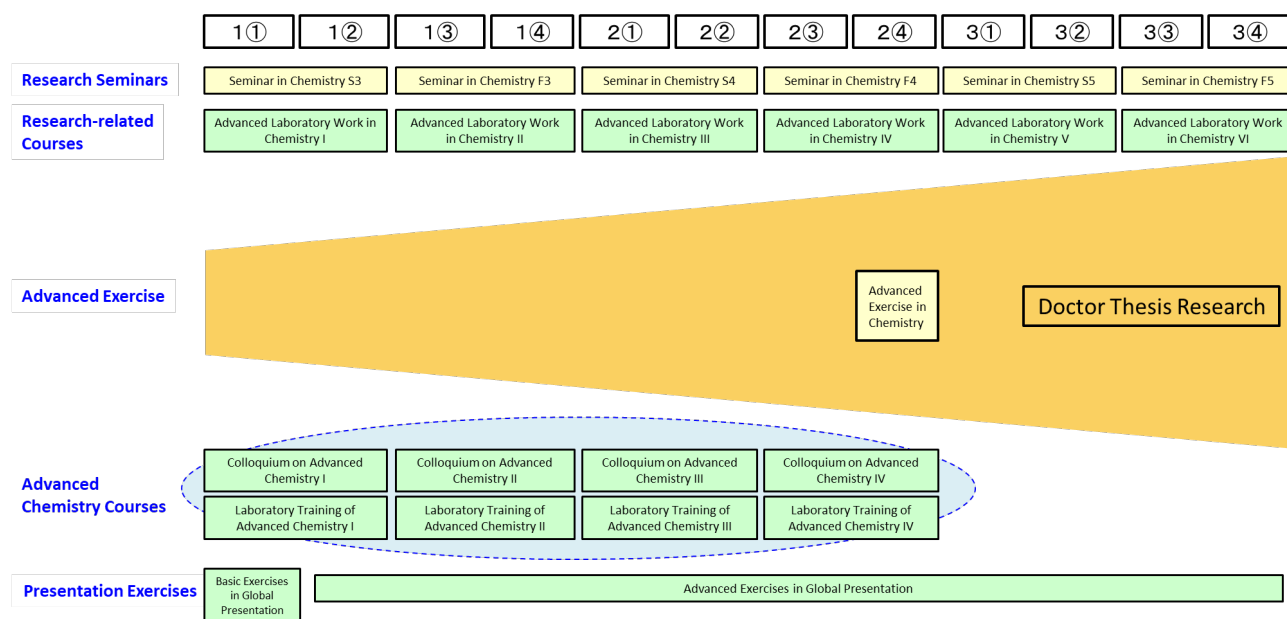 1① 1② 1③ 1④ 2① 2② 2③ 2④ 3① 3② 3③ 3④
Research Seminars
Seminar in Chemistry S3
Seminar in Chemistry F3
Seminar in Chemistry S4
Seminar in Chemistry F4
Seminar in Chemistry S5
Seminar in Chemistry F5
Research-related
Courses
Advanced Laboratory Work in
Chemistry I
Advanced Laboratory Work
in Chemistry II
Advanced Laboratory Work
in Chemistry III
Advanced Laboratory Work
in Chemistry IV
Advanced Laboratory Work
in Chemistry V
Advanced Laboratory Work
in Chemistry VI
Advanced Exercise
Advanced
Exercise in
Chemistry
Doctor Thesis Research
Advanced
Chemistry Courses
Colloquium on Advanced
Chemistry I
Colloquium on Advanced
Chemistry II
Colloquium on Advanced
Chemistry III
Colloquium on Advanced
Chemistry IV
Laboratory Training of
Advanced Chemistry I
Laboratory Training of
Advanced Chemistry II
Laboratory Training of
Advanced Chemistry III
Laboratory Training of
Advanced Chemistry IV
Presentation Exercises
Basic Exercises
in Global
Presentation
Advanced Exercises in Global Presentation